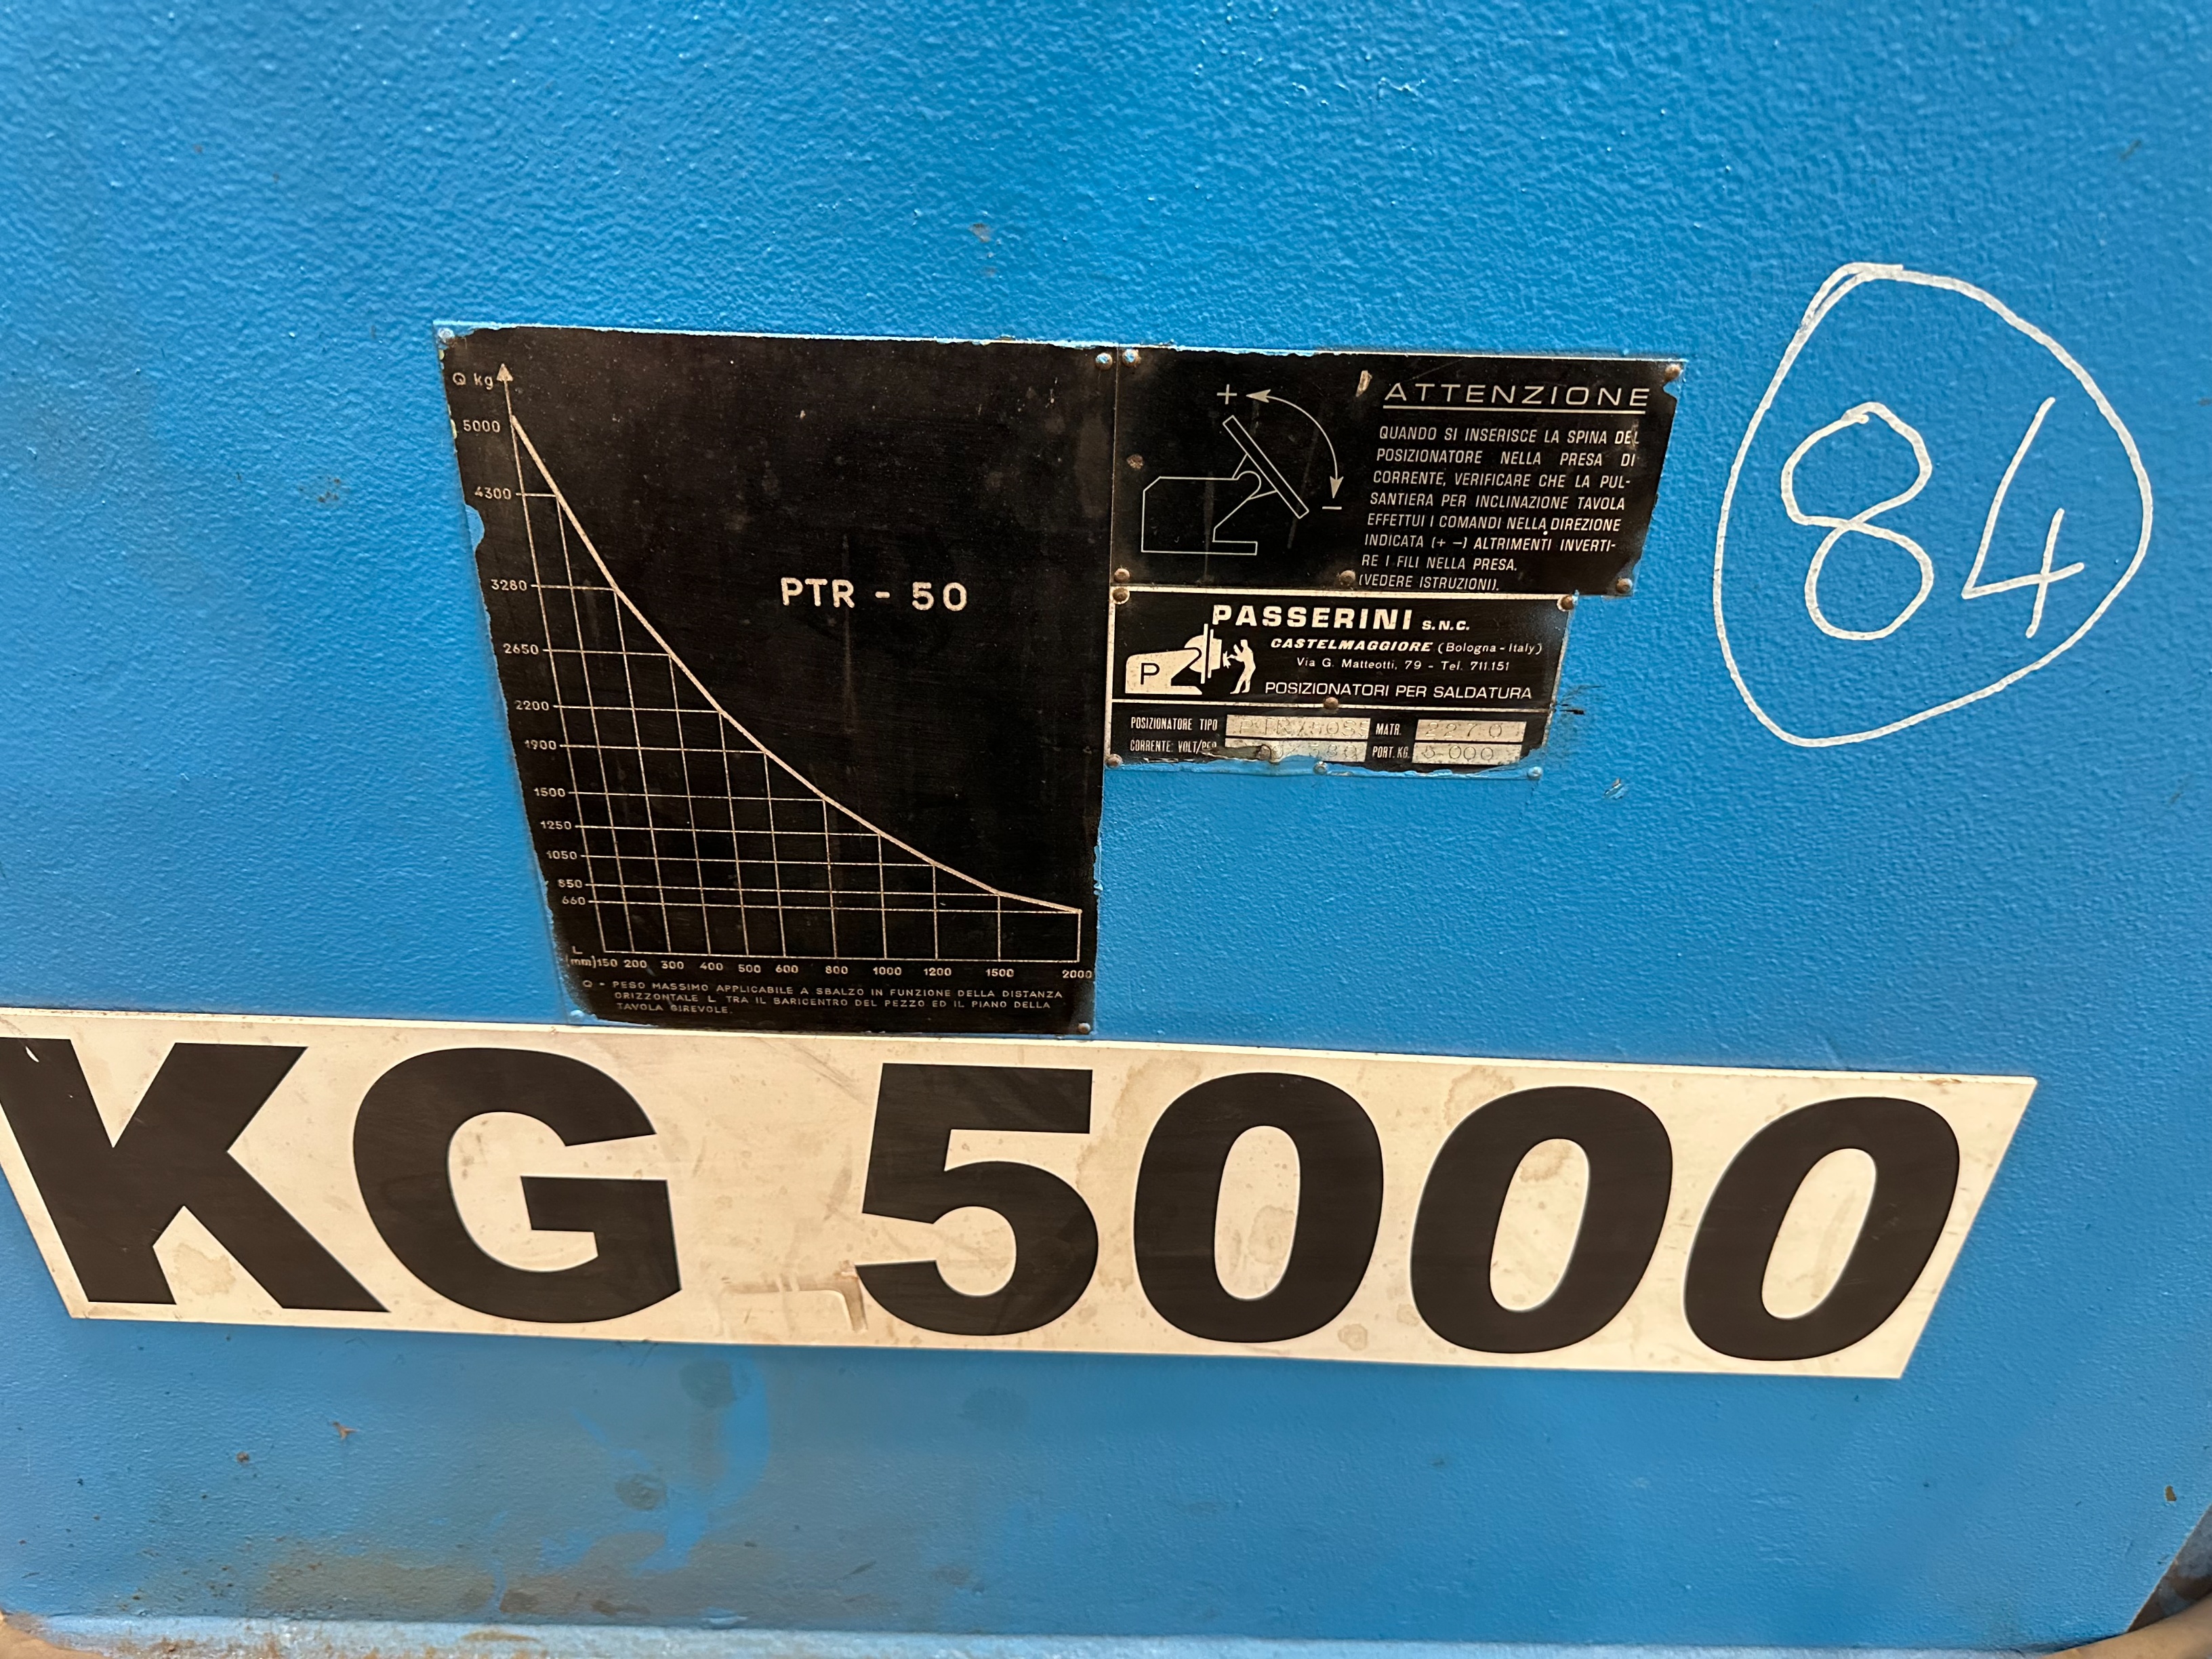 Q kg
5000
4300
3280
2650
2200
1900
1500
1250
1050
850
660
PTR - 50
L
(mm) 150 200 300 400 500 600 800 1000 1200 1500 2000
Q - PESO MASSIMO APPLICABILE A SBALZO IN FUNZIONE DELLA DISTANZA
ORIZZONTALE L TRA IL BARICENTRO DEL PEZZO ED IL PIANO DELLA
TAVOLA GIREVOLE.
+
-
ATTENZIONE
QUANDO SI INSERISCE LA SPINA DEL
POSIZIONATORE NELLA PRESA DI
CORRENTE, VERIFICARE CHE LA PUL-
SANTIERA PER INCLINAZIONE TAVOLA
EFFETTUI I COMANDI NELLA DIREZIONE
INDICATA (+ -) ALTRIMENTI INVERTI-
RE I FILI NELLA PRESA.
(VEDERE ISTRUZIONI).
PASSERINI S.N.C.
CASTELMAGGIORE (Bologna-Italy)
Via G. Matteotti, 79 - Tel. 711.151
P
POSIZIONATORI PER SALDATURA
POSIZIONATORE TIPO MATR. 2270
CORRENTE: VOLT/PER PORT. KG. 5.000
84
KG 5000